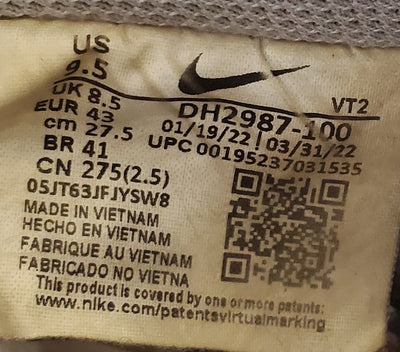 US
9.5
UK 8.5
EUR 43
cm 27.5
BR 41
CN 275(2.5)
VT2
DH2987-100
01/19/22 | 03/31/22
UPC 00195237031535
05JT63JFJYSW8
MADE IN VIETNAM
HECHO EN VIETNAM
FABRIQUE AU VIETNAM
FABRICADO NO VIETNA
This product is covered by one or more patents:
www.nike.com/patentsvirtualmarking